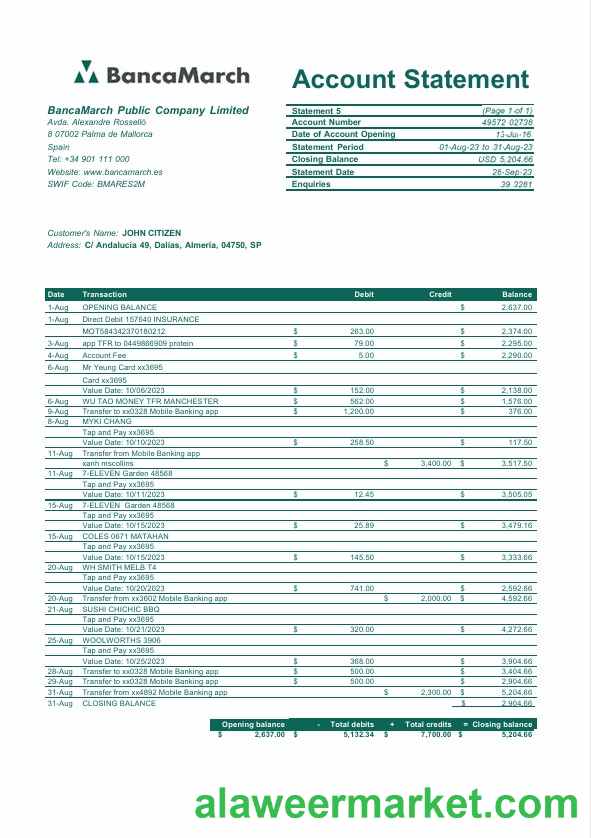 BancaMarch
Account Statement
BancaMarch Public Company Limited
Avda. Alexandre Rosselló
8 07002 Palma de Mallorca
Spain
Tel: +34 901 111 000
Website: www.bancamarch.es
SWIF Code: BMARES2M
Statement 5 (Page 1 of 1)
Account Number 49572 02738
Date of Account Opening 13-Jul-16
Statement Period 01-Aug-23 to 31-Aug-23
Closing Balance USD 5,204.66
Statement Date 26-Sep-23
Enquiries 39 3281
Customer's Name: JOHN CITIZEN
Address: C/ Andalucia 49, Dalias, Almeria, 04750, SP
Date Transaction Debit Credit Balance
1-Aug OPENING BALANCE $ 2,637.00
1-Aug Direct Debit 157640 INSURANCE
MOT584342370180212 $ 263.00 $ 2,374.00
3-Aug app TFR to 0449886909 protein $ 79.00 $ 2,295.00
4-Aug Account Fee $ 5.00 $ 2,290.00
6-Aug Mr Yeung Card xx3695
Card xx3695
Value Date: 10/06/2023 $ 152.00 $ 2,138.00
6-Aug WU TAO MONEY TFR MANCHESTER $ 562.00 $ 1,576.00
9-Aug Transfer to xx0328 Mobile Banking app $ 1,200.00 $ 376.00
8-Aug MYKI CHANG
Tap and Pay xx3695
Value Date: 10/10/2023 $ 258.50 $ 117.50
11-Aug Transfer from Mobile Banking app
xanh mscollins $ 3,400.00 $ 3,517.50
11-Aug 7-ELEVEN Garden 48568
Tap and Pay xx3695
Value Date: 10/11/2023 $ 12.45 $ 3,505.05
15-Aug 7-ELEVEN Garden 48568
Tap and Pay xx3695
Value Date: 10/15/2023 $ 25.89 $ 3,479.16
15-Aug COLES 0671 MATAHAN
Tap and Pay xx3695
Value Date: 10/15/2023 $ 145.50 $ 3,333.66
20-Aug WH SMITH MELB T4
Tap and Pay xx3695
Value Date: 10/20/2023 $ 741.00 $ 2,592.66
20-Aug Transfer from xx3602 Mobile Banking app $ 2,000.00 $ 4,592.66
21-Aug SUSHI CHICHIC BBQ
Tap and Pay xx3695
Value Date: 10/21/2023 $ 320.00 $ 4,272.66
25-Aug WOOLWORTHS 3906
Tap and Pay xx3695
Value Date: 10/25/2023 $ 368.00 $ 3,904.66
28-Aug Transfer to xx0328 Mobile Banking app $ 500.00 $ 3,404.66
29-Aug Transfer to xx0328 Mobile Banking app $ 500.00 $ 2,904.66
31-Aug Transfer from xx4892 Mobile Banking app $ 2,300.00 $ 5,204.66
31-Aug CLOSING BALANCE $ 2,904.66
Opening balance - Total debits + Total credits = Closing balance
$ 2,637.00 $ 5,132.34 $ 7,700.00 $ 5,204.66
alaweermarket.com